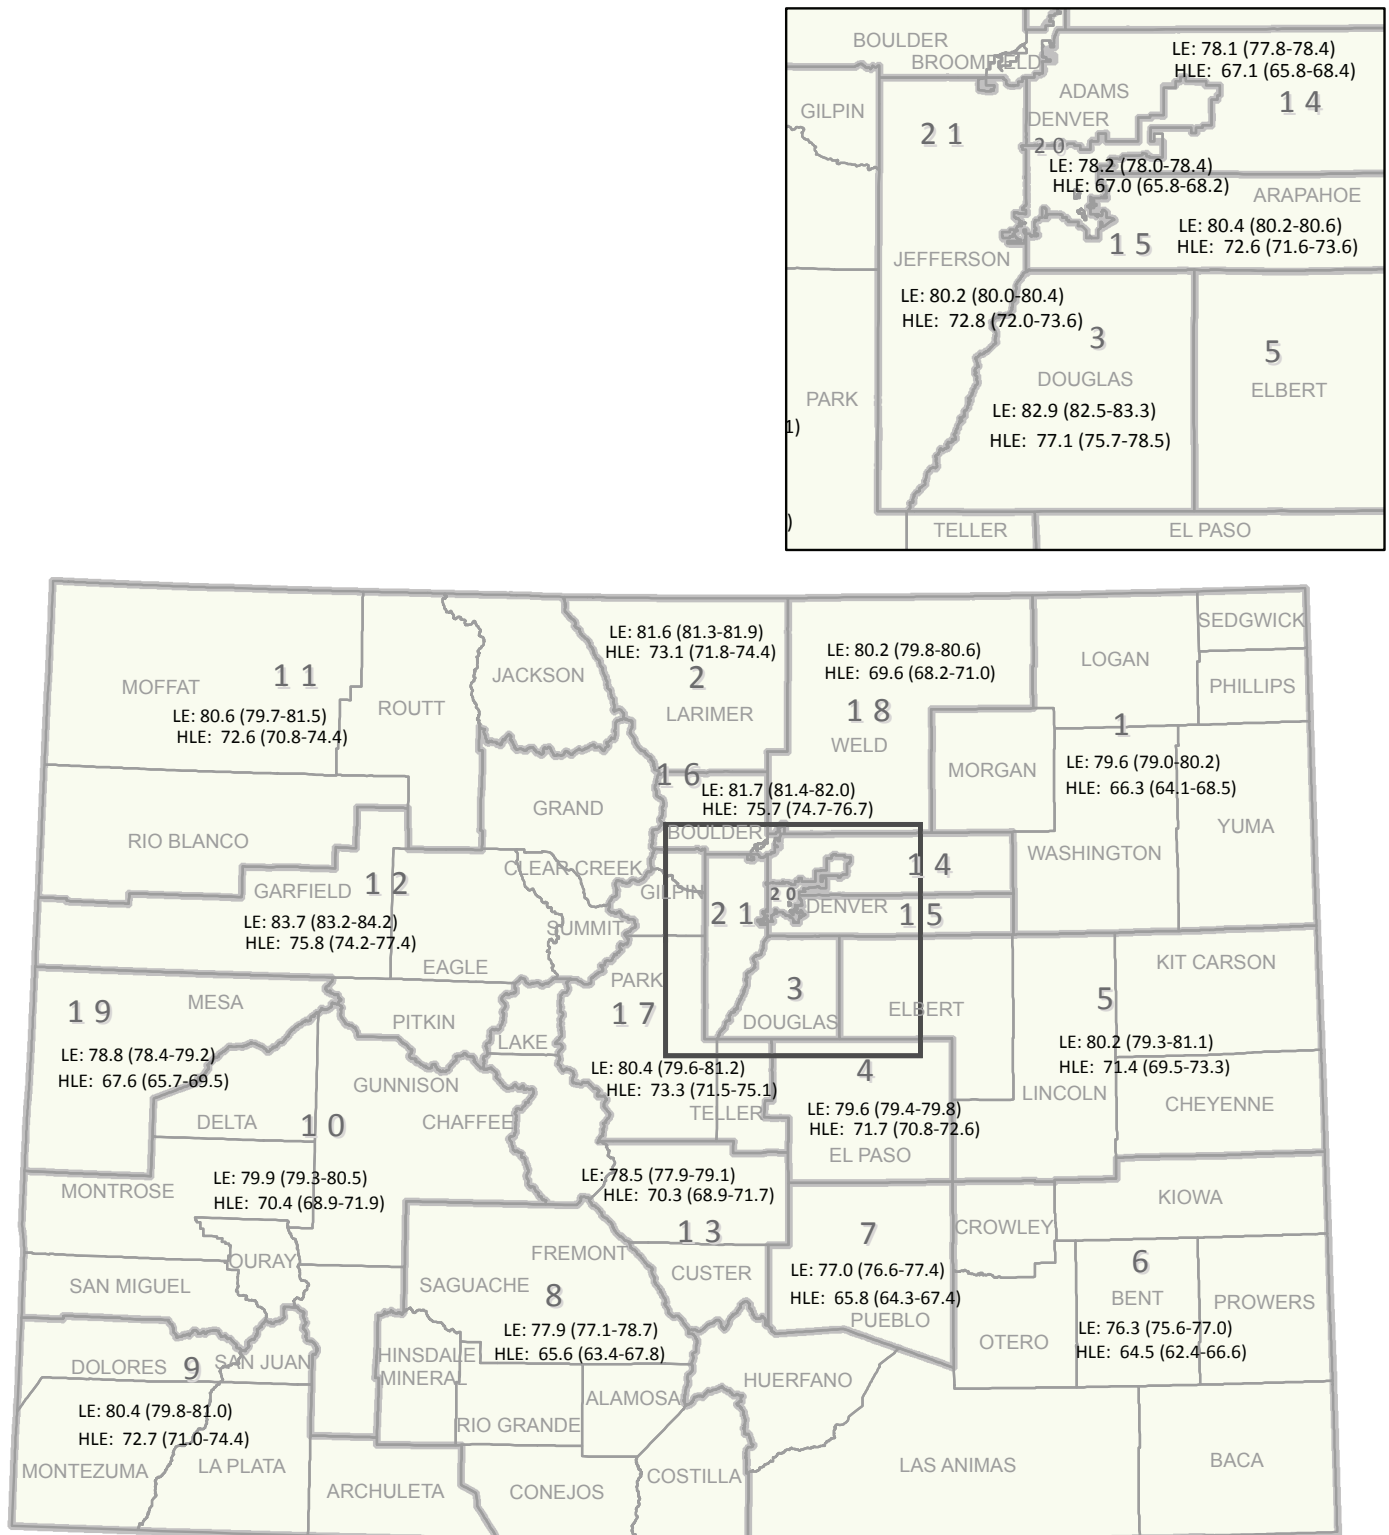 BOULDER
BROOMFIELD
LE: 78.1 (77.8-78.4)
HLE: 67.1 (65.8-68.4)
ADAMS
14
GILPIN
21
DENVER
20
LE: 78.2 (78.0-78.4)
HLE: 67.0 (65.8-68.2)
ARAPAHOE
LE: 80.4 (80.2-80.6)
15
HLE: 72.6 (71.6-73.6)
JEFFERSON
LE: 80.2 (80.0-80.4)
HLE: 72.8 (72.0-73.6)
3
5
DOUGLAS
ELBERT
PARK
LE: 82.9 (82.5-83.3)
1)
HLE: 77.1 (75.7-78.5)
)
TELLER
EL PASO
SEDGWICK
LE: 81.6 (81.3-81.9)
HLE: 73.1 (71.8-74.4)
2
LARIMER
LE: 80.2 (79.8-80.6)
HLE: 69.6 (68.2-71.0)
18
WELD
LOGAN
PHILLIPS
JACKSON
MOFFAT
11
LE: 80.6 (79.7-81.5)
HLE: 72.6 (70.8-74.4)
ROUTT
1
LE: 79.6 (79.0-80.2)
HLE: 66.3 (64.1-68.5)
MORGAN
16
LE: 81.7 (81.4-82.0)
HLE: 75.7 (74.7-76.7)
GRAND
YUMA
BOULDER
RIO BLANCO
WASHINGTON
CLEAR CREEK
14
GARFIELD
12
GILPIN
20
DENVER
21
15
LE: 83.7 (83.2-84.2)
HLE: 75.8 (74.2-77.4)
SUMMIT
EAGLE
KIT CARSON
PARK
3
5
19
MESA
17
ELBERT
PITKIN
DOUGLAS
LAKE
LE: 80.2 (79.3-81.1)
HLE: 71.4 (69.5-73.3)
LE: 78.8 (78.4-79.2)
HLE: 67.6 (65.7-69.5)
LE: 80.4 (79.6-81.2)
HLE: 73.3 (71.5-75.1)
4
GUNNISON
LINCOLN
CHEYENNE
TELLER
LE: 79.6 (79.4-79.8)
HLE: 71.7 (70.8-72.6)
DELTA
10
CHAFFEE
EL PASO
LE: 79.9 (79.3-80.5)
HLE: 70.4 (68.9-71.9)
LE: 78.5 (77.9-79.1)
HLE: 70.3 (68.9-71.7)
MONTROSE
KIOWA
CROWLEY
13
7
FREMONT
OURAY
6
LE: 77.0 (76.6-77.4)
HLE: 65.8 (64.3-67.4)
CUSTER
SAN MIGUEL
SAGUACHE
8
BENT
PROWERS
PUEBLO
LE: 77.9 (77.1-78.7)
HLE: 65.6 (63.4-67.8)
LE: 76.3 (75.6-77.0)
HLE: 64.5 (62.4-66.6)
OTERO
DOLORES
9
SAN JUAN
HINSDALE
MINERAL
HUERFANO
ALAMOSA
LE: 80.4 (79.8-81.0)
HLE: 72.7 (71.0-74.4)
RIO GRANDE
MONTEZUMA
LA PLATA
LAS ANIMAS
BACA
COSTILLA
ARCHULETA
CONEJOS